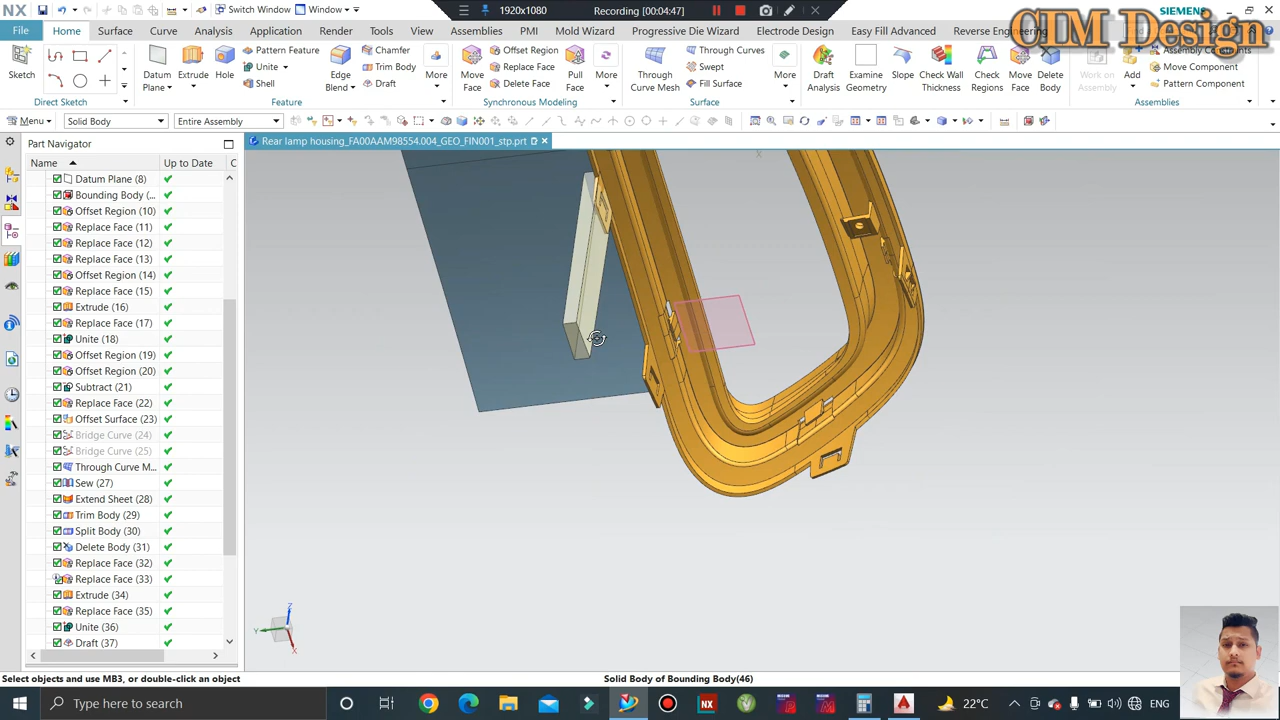 NX
Switch Window
Window
1920x1080
Recording [00:04:47]
SIEMENS
CIM Design
File
Home
Surface
Curve
Analysis
Application
Render
Tools
View
Assemblies
PMI
Mold Wizard
Progressive Die Wizard
Electrode Design
Easy Fill Advanced
Reverse Engineering
Sketch
Datum Plane
Extrude
Hole
Pattern Feature
Unite
Shell
Edge Blend
Chamfer
Trim Body
Draft
More
Move Face
Offset Region
Replace Face
Delete Face
Pull Face
More
Through Curve Mesh
Through Curves
Swept
Fill Surface
More
Draft Analysis
Examine Geometry
Slope
Check Wall Thickness
Check Regions
Move Face
Delete Body
Work on Assembly
Add
Assembly Constraints
Move Component
Pattern Component
Direct Sketch
Feature
Synchronous Modeling
Surface
Assemblies
Menu
Solid Body
Entire Assembly
Part Navigator
Rear lamp housing_FA00AAM98554.004_GEO_FIN001_stp.prt
Name
Up to Date
C
Datum Plane (8)
Bounding Body (...
Offset Region (10)
Replace Face (11)
Replace Face (12)
Replace Face (13)
Offset Region (14)
Replace Face (15)
Extrude (16)
Replace Face (17)
Unite (18)
Offset Region (19)
Offset Region (20)
Subtract (21)
Replace Face (22)
Offset Surface (23)
Bridge Curve (24)
Bridge Curve (25)
Through Curve M...
Sew (27)
Extend Sheet (28)
Trim Body (29)
Split Body (30)
Delete Body (31)
Replace Face (32)
Replace Face (33)
Extrude (34)
Replace Face (35)
Unite (36)
Draft (37)
X
Z
Y
X
Select objects and use MB3, or double-click an object
Solid Body of Bounding Body(46)
Type here to search
NX
22°C
ENG